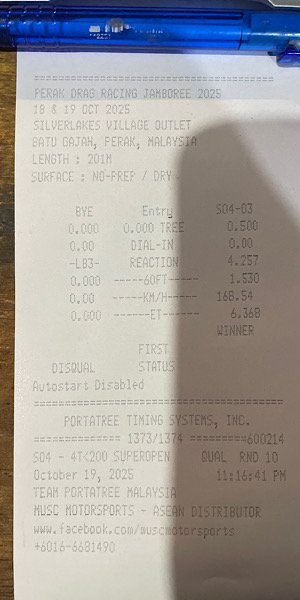 ==============================
PERAK DRAG RACING JAMBOREE 2025
18 & 19 OCT 2025
SILVERLAKES VILLAGE OUTLET
BATU GAJAH, PERAK, MALAYSIA
LENGTH : 201M
SURFACE : NO-PREP / DRY
BYE Entry S04-03
0.000 0.000 TREE 0.500
0.00 DIAL-IN 0.00
-LB3- REACTION 4.257
0.000 -----60FT----- 1.530
0.00 -----KM/H----- 168.54
0.000 ------ET------ 6.368
WINNER
FIRST
DISQUAL STATUS
Autostart Disabled
==============================
PORTATREE TIMING SYSTEMS, INC.
=========== 1373/1374 =========600214
S04 - 4TK200 SUPEROPEN QUAL RND 10
October 19, 2025 11:16:41 PM
TEAM PORTATREE MALAYSIA
MUSC MOTORSPORTS - ASEAN DISTRIBUTOR
www.facebook.com/muscmotorsports
+6016-6681490